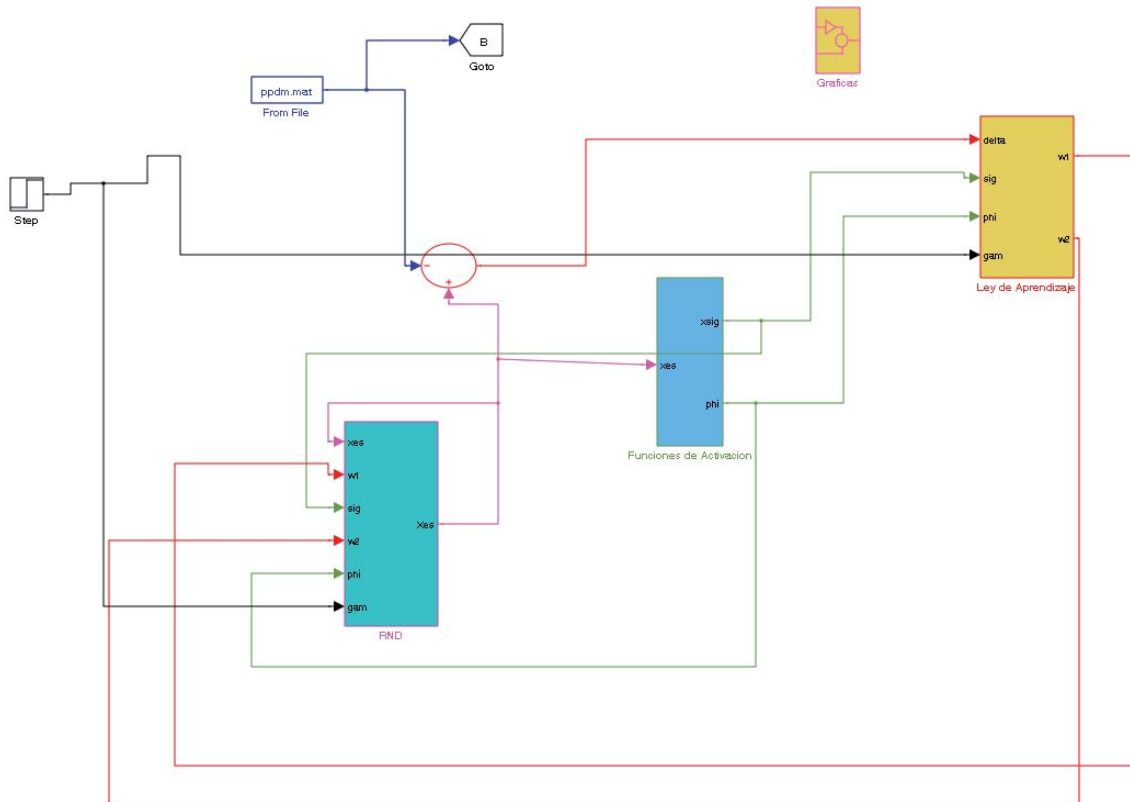 B
Goto
ppdm.mat
From File
Graficas
Step
delta
sig
phi
gam
w1
w2
Ley de Aprendizaje
-
+
xes
xsig
phi
Funciones de Activacion
xes
w1
sig
w2
phi
gam
Xes
RND